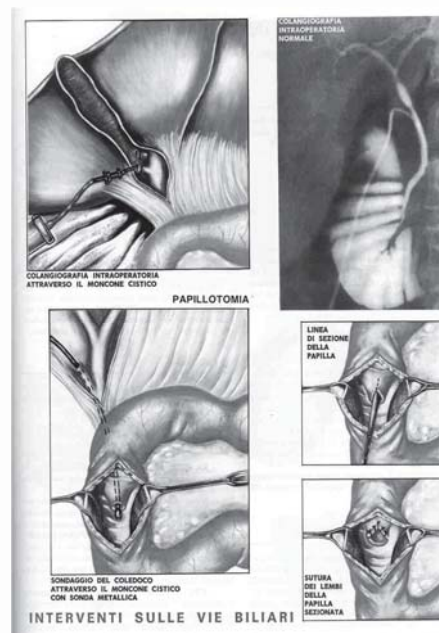 COLANGIOGRAFIA
INTRAOPERATORIA
NORMALE
COLANGIOGRAFIA INTRAOPERATORIA
ATTRAVERSO IL MONCONE CISTICO
PAPILLOTOMIA
LINEA
DI SEZIONE
DELLA
PAPILLA
SONDAGGIO DEL COLEDOCO
ATTRAVERSO IL MONCONE CISTICO
CON SONDA METALLICA
SUTURA
DEI LEMBI
DELLA
PAPILLA
SEZIONATA
INTERVENTI SULLE VIE BILIARI